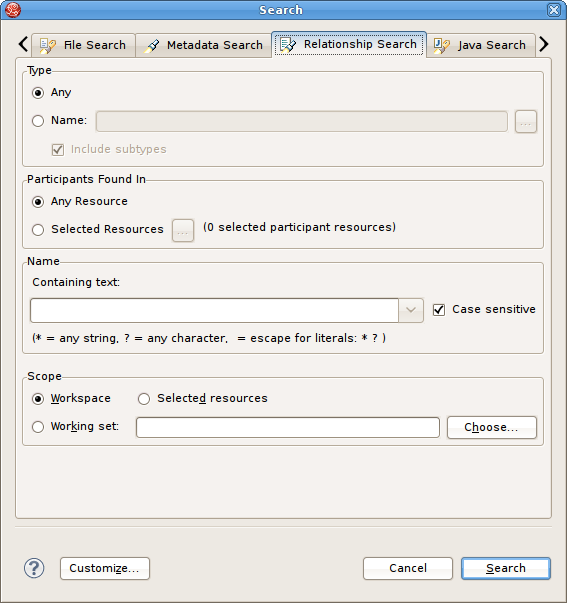 Search
File Search
Metadata Search
Relationship Search
Java Search
Type
Any
Name:
...
Include subtypes
Participants Found In
Any Resource
Selected Resources ... (0 selected participant resources)
Name
Containing text:
Case sensitive
(* = any string, ? = any character,  = escape for literals: * ? )
Scope
Workspace
Selected resources
Working set:
Choose...
?
Customize...
Cancel
Search